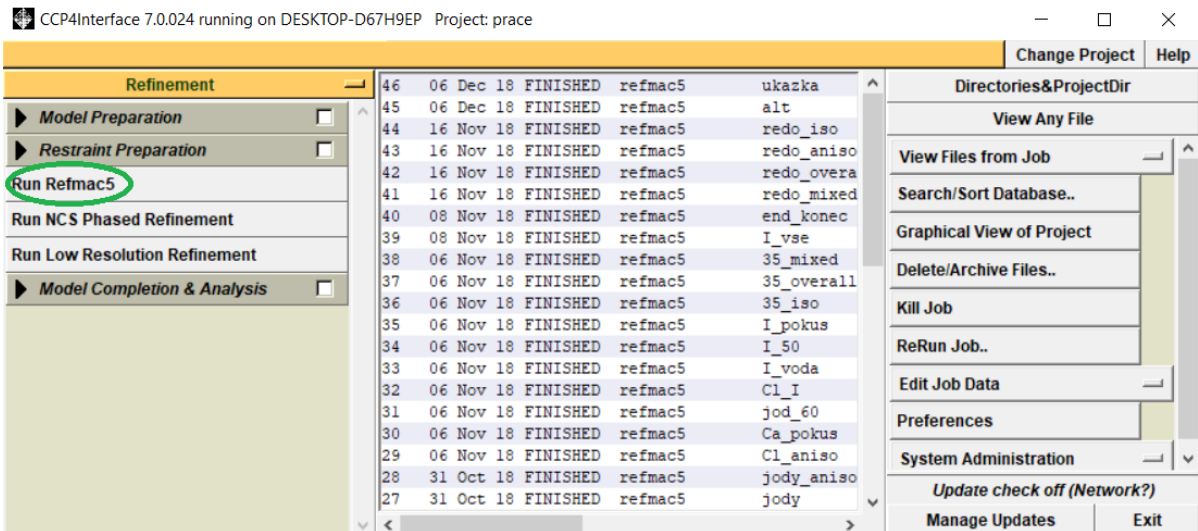 CCP4Interface 7.0.024 running on DESKTOP-D67H9EP Project: prace
Change Project Help
Refinement
Model Preparation
Restraint Preparation
Run Refmac5
Run NCS Phased Refinement
Run Low Resolution Refinement
Model Completion & Analysis
46 06 Dec 18 FINISHED refmac5 ukazka
45 06 Dec 18 FINISHED refmac5 alt
44 16 Nov 18 FINISHED refmac5 redo_iso
43 16 Nov 18 FINISHED refmac5 redo_aniso
42 16 Nov 18 FINISHED refmac5 redo_overa
41 16 Nov 18 FINISHED refmac5 redo_mixed
40 08 Nov 18 FINISHED refmac5 end_konec
39 08 Nov 18 FINISHED refmac5 I_vse
38 06 Nov 18 FINISHED refmac5 35_mixed
37 06 Nov 18 FINISHED refmac5 35_overall
36 06 Nov 18 FINISHED refmac5 35_iso
35 06 Nov 18 FINISHED refmac5 I_pokus
34 06 Nov 18 FINISHED refmac5 I_50
33 06 Nov 18 FINISHED refmac5 I_voda
32 06 Nov 18 FINISHED refmac5 Cl_I
31 06 Nov 18 FINISHED refmac5 jod_60
30 06 Nov 18 FINISHED refmac5 Ca_pokus
29 06 Nov 18 FINISHED refmac5 Cl_aniso
28 31 Oct 18 FINISHED refmac5 jody_aniso
27 31 Oct 18 FINISHED refmac5 jody
Directories&ProjectDir
View Any File
View Files from Job
Search/Sort Database..
Graphical View of Project
Delete/Archive Files..
Kill Job
ReRun Job..
Edit Job Data
Preferences
System Administration
Update check off (Network?)
Manage Updates Exit